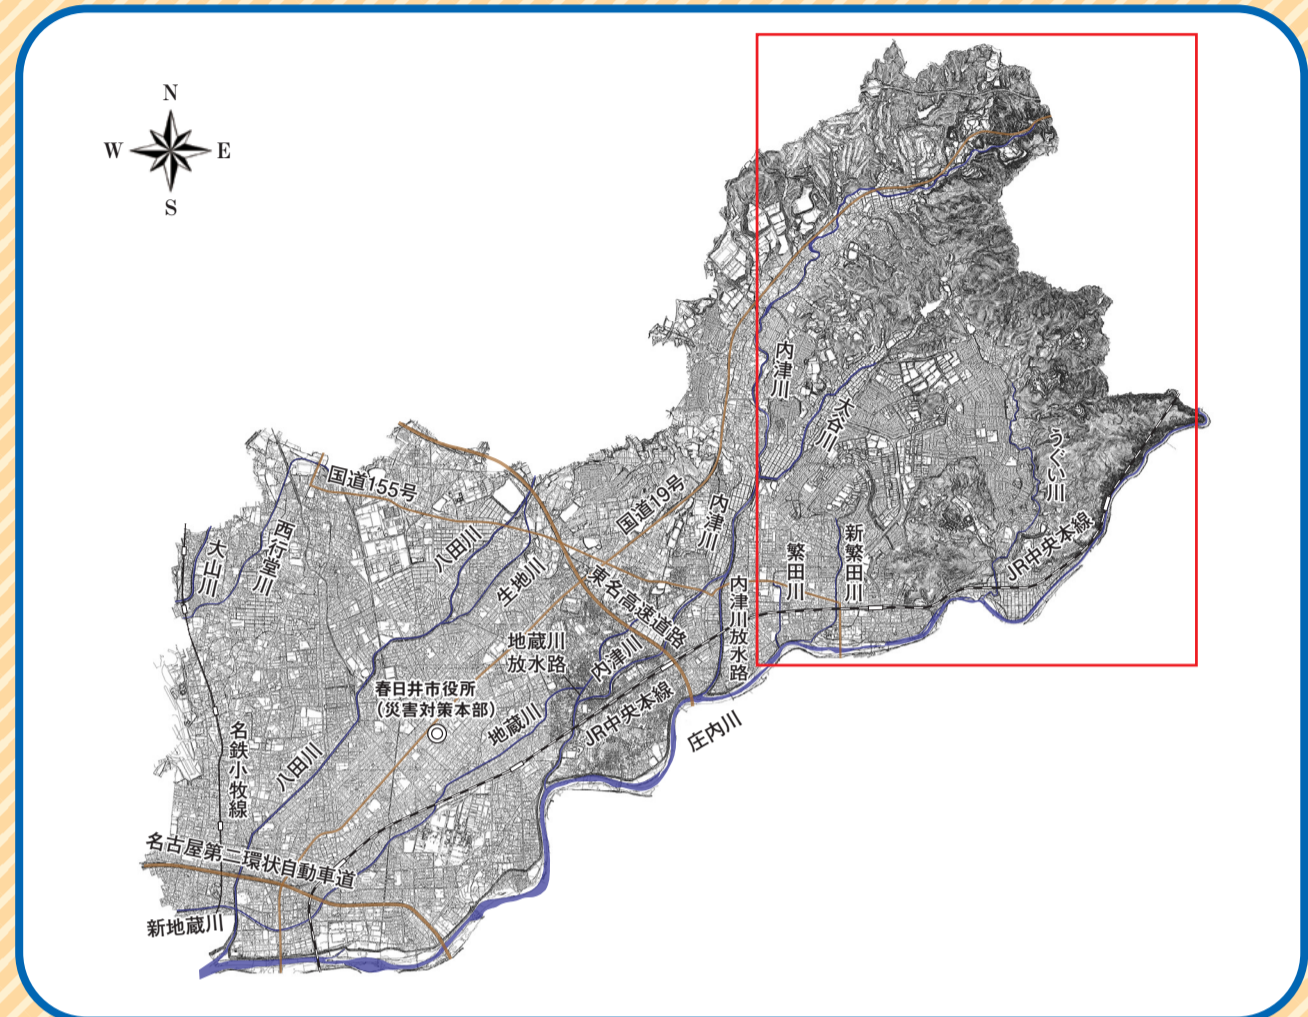 N
W
E
S
内津川
大谷川
うぐい川
国道155号
国道19号
内津川
西行堂川
大山川
八田川
生地川
繁田川
新繁田川
JR中央本線
東名高速道路
内津川放水路
地蔵川
放水路
内津川
春日井市役所
（災害対策本部）
地蔵川
JR中央本線
庄内川
名鉄小牧線
八田川
名古屋第二環状自動車道
新地蔵川